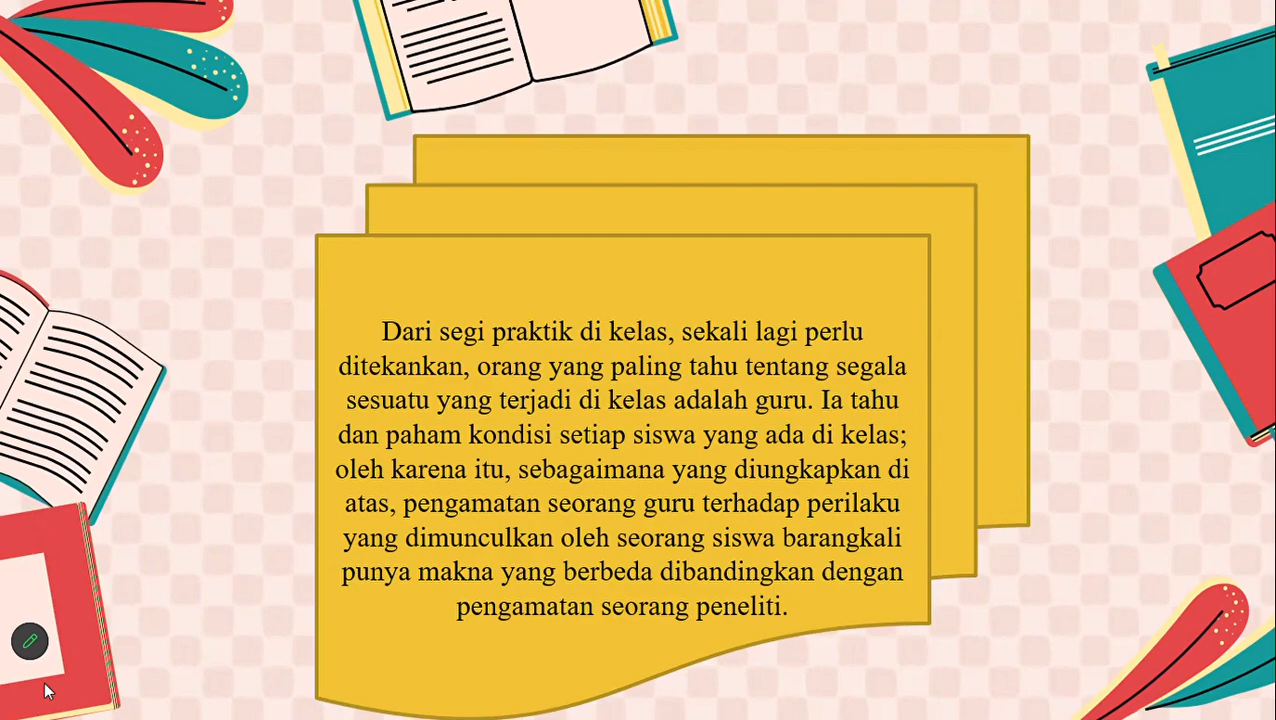 Dari segi praktik di kelas, sekali lagi perlu
ditekankan, orang yang paling tahu tentang segala
sesuatu yang terjadi di kelas adalah guru. Ia tahu
dan paham kondisi setiap siswa yang ada di kelas;
oleh karena itu, sebagaimana yang diungkapkan di
atas, pengamatan seorang guru terhadap perilaku
yang dimunculkan oleh seorang siswa barangkali
punya makna yang berbeda dibandingkan dengan
pengamatan seorang peneliti.